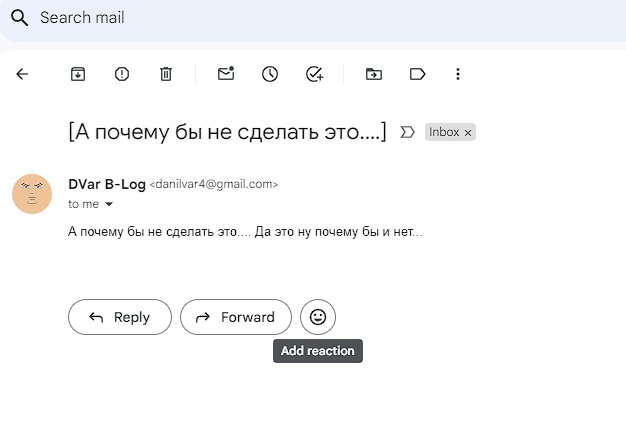 Search mail
[А почему бы не сделать это....] Inbox ×
DVar B-Log <danilvar4@gmail.com>
to me
А почему бы не сделать это.... Да это ну почему бы и нет...
Reply Forward
Add reaction